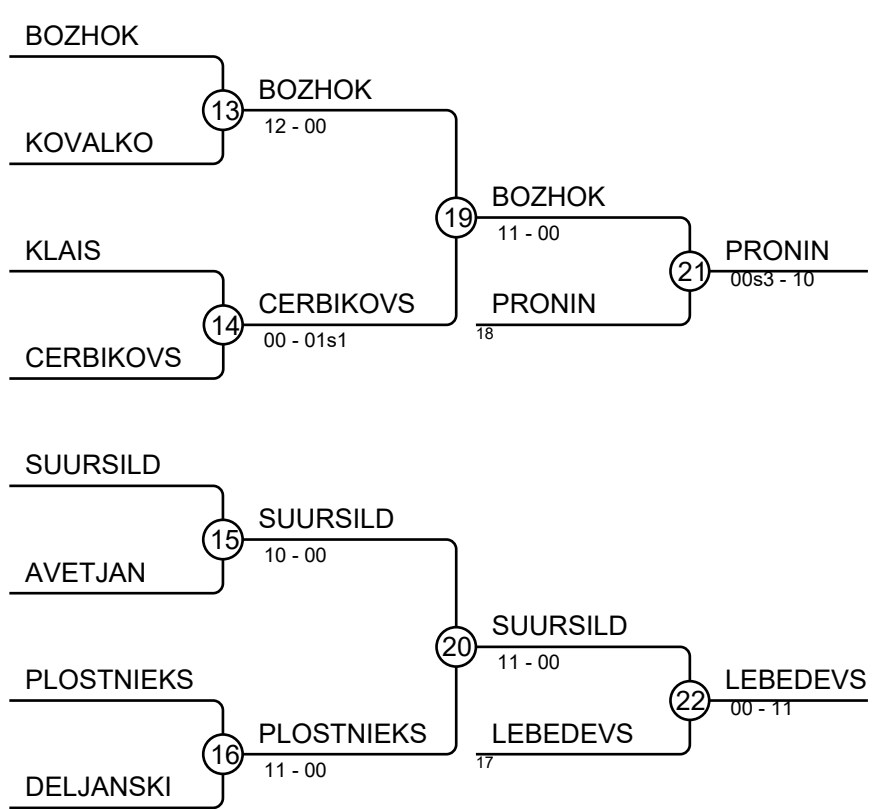 BOZHOK
13
BOZHOK
12 - 00
KOVALKO
19
BOZHOK
11 - 00
KLAIS
14
CERBIKOVS
00 - 01s1
CERBIKOVS
PRONIN
18
21
PRONIN
00s3 - 10
SUURSILD
15
SUURSILD
10 - 00
AVETJAN
20
SUURSILD
11 - 00
PLOSTNIEKS
16
PLOSTNIEKS
11 - 00
DELJANSKI
LEBEDEVS
17
22
LEBEDEVS
00 - 11